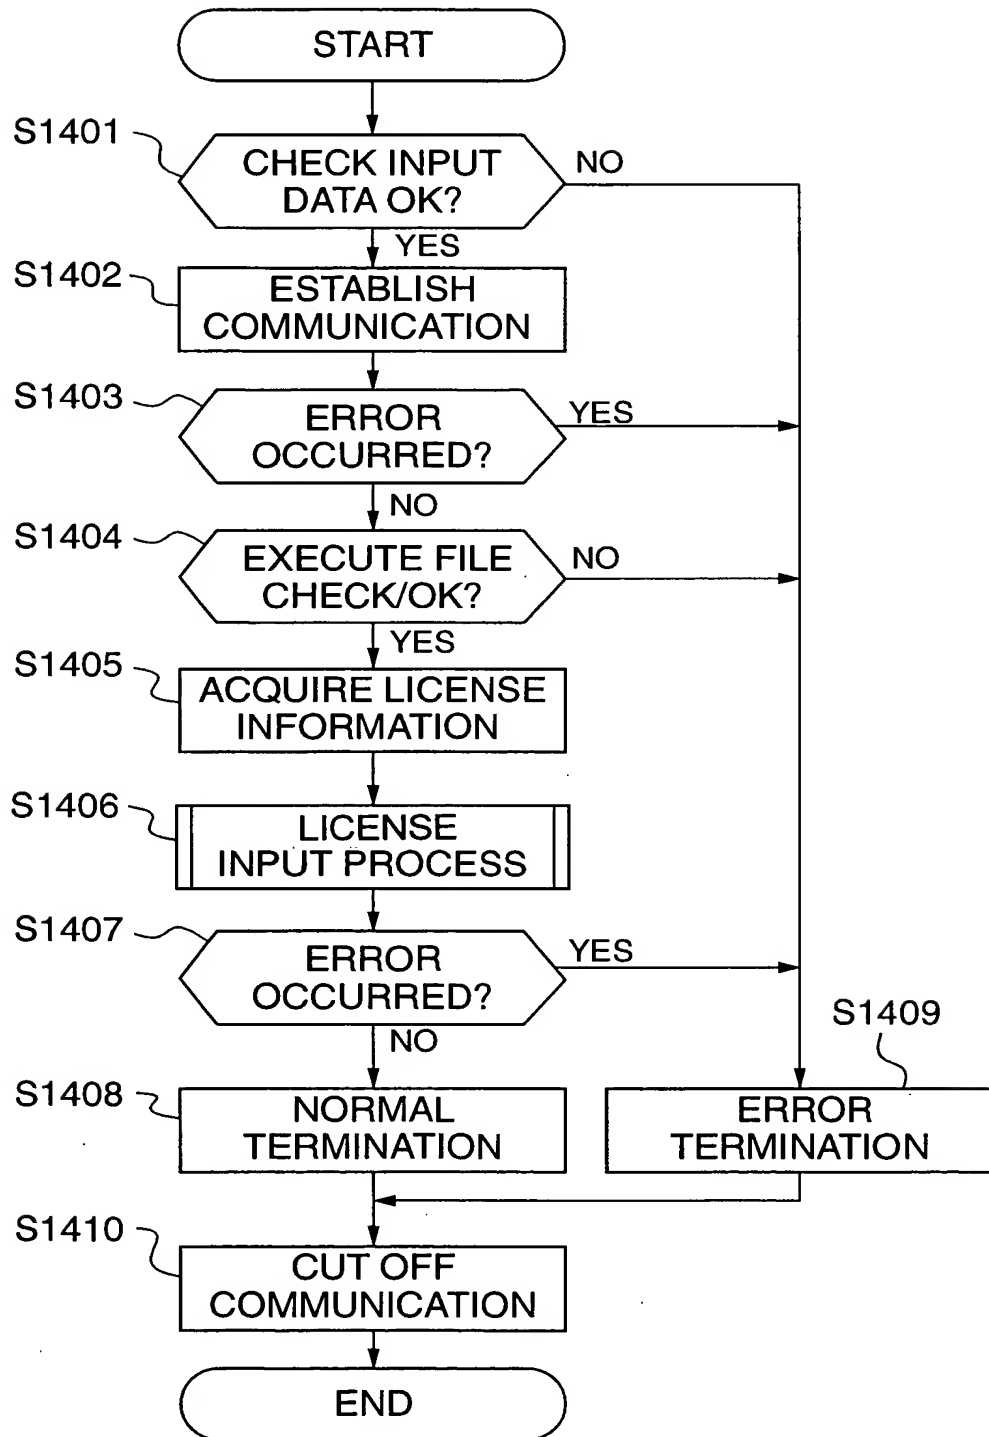 START
S1401
CHECK INPUT
DATA OK?
NO
YES
S1402
ESTABLISH
COMMUNICATION
S1403
ERROR
OCCURRED?
YES
NO
S1404
EXECUTE FILE
CHECK/OK?
NO
YES
S1405
ACQUIRE LICENSE
INFORMATION
S1406
LICENSE
INPUT PROCESS
S1407
ERROR
OCCURRED?
YES
NO
S1408
NORMAL
TERMINATION
S1409
ERROR
TERMINATION
S1410
CUT OFF
COMMUNICATION
END